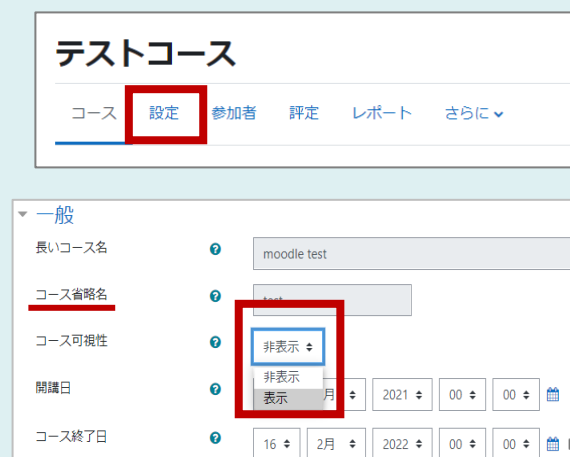 テストコース
コース 設定 参加者 評定 レポート さらに
一般
長いコース名 moodle test
コース省略名
コース可視性 非表示
非表示
開講日 月 2021 00 00
表示
コース終了日 16 2月 2022 00 00